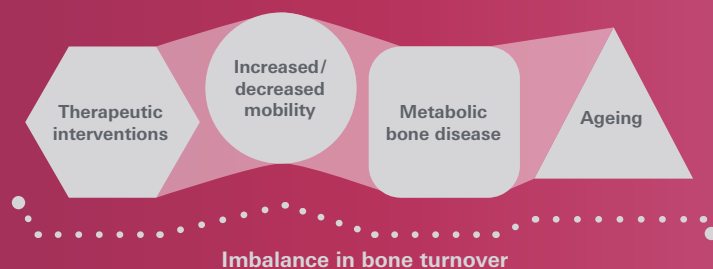 Therapeutic
interventions
Increased/
decreased
mobility
Metabolic
bone disease
Ageing
Imbalance in bone turnover